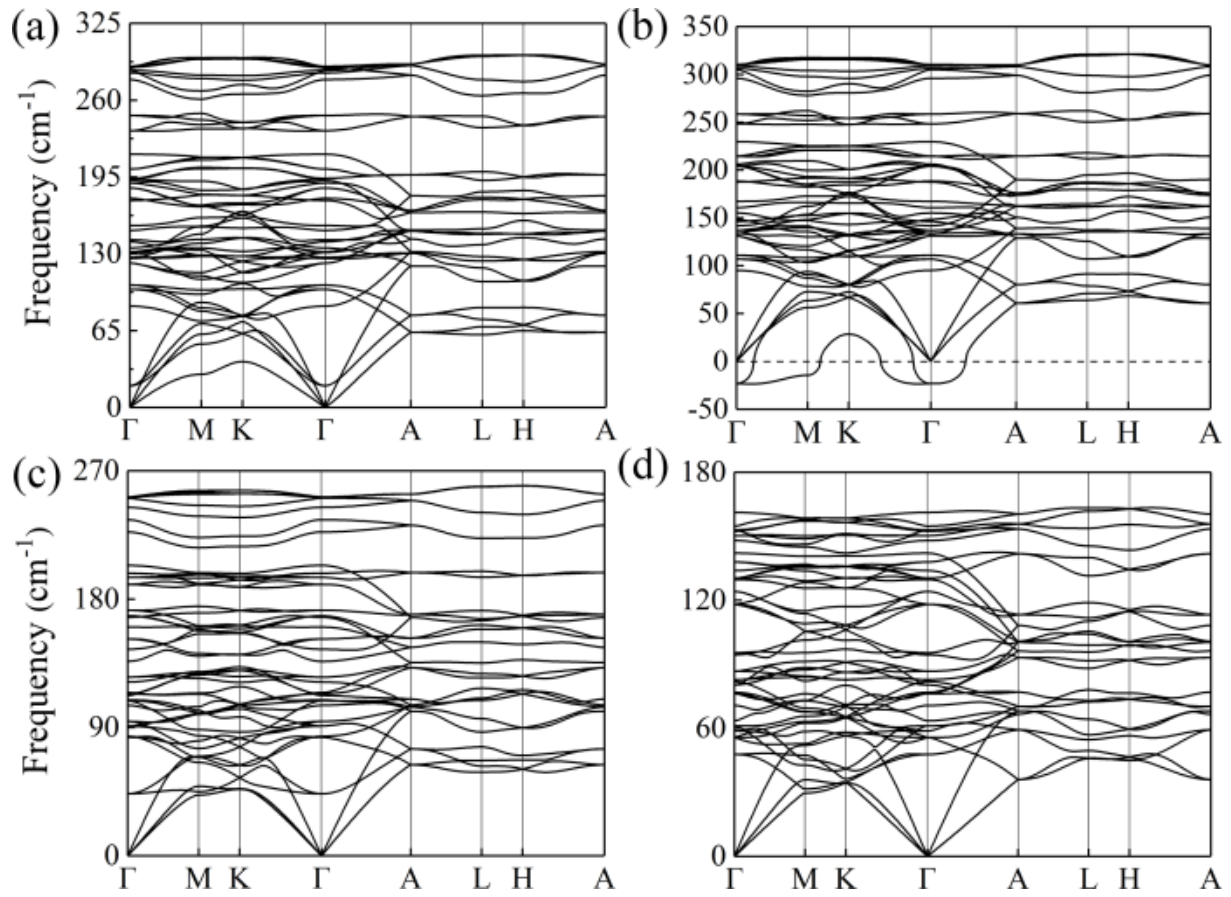 (a)
325
260
195
130
65
0
Frequency (cm-1)
Γ M K Γ A L H A
(b)
350
300
250
200
150
100
50
0
-50
Γ M K Γ A L H A
(c)
270
180
90
0
Frequency (cm-1)
Γ M K Γ A L H A
(d)
180
120
60
0
Γ M K Γ A L H A